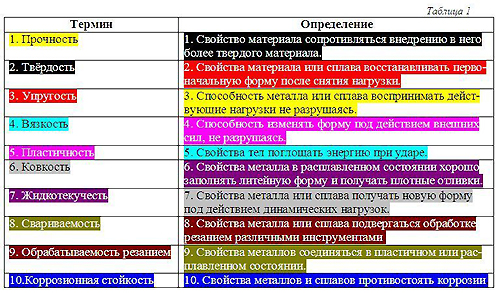 Таблица 1
Термин
Определение
1. Прочность
1. Свойство материала сопротивляться внедрению в него
более твердого материала.
2. Твёрдость
2. Свойства материала или сплава восстанавливать перво-
начальную форму после снятия нагрузки.
3. Упругость
3. Способность металла или сплава воспринимать дейст-
вующие нагрузки не разрушаясь.
4. Вязкость
4. Способность изменять форму под действием внешних
сил, не разрушаясь.
5. Пластичность
5. Свойства тел поглощать энергию при ударе.
6. Ковкость
6. Свойства металла в расплавленном состоянии хорошо
заполнять литейную форму и получать плотные отливки.
7. Жидкотекучесть
7. Свойства металла или сплава получать новую форму
под действием динамических нагрузок.
8. Свариваемость
8. Свойства металла или сплава подвергаться обработке
резанием различными инструментами
9. Обрабатываемость резанием
9. Свойства металлов соединяться в пластичном или рас-
плавленном состоянии.
10.Коррозионная стойкость
10. Свойства металлов и сплавов противостоять коррозии